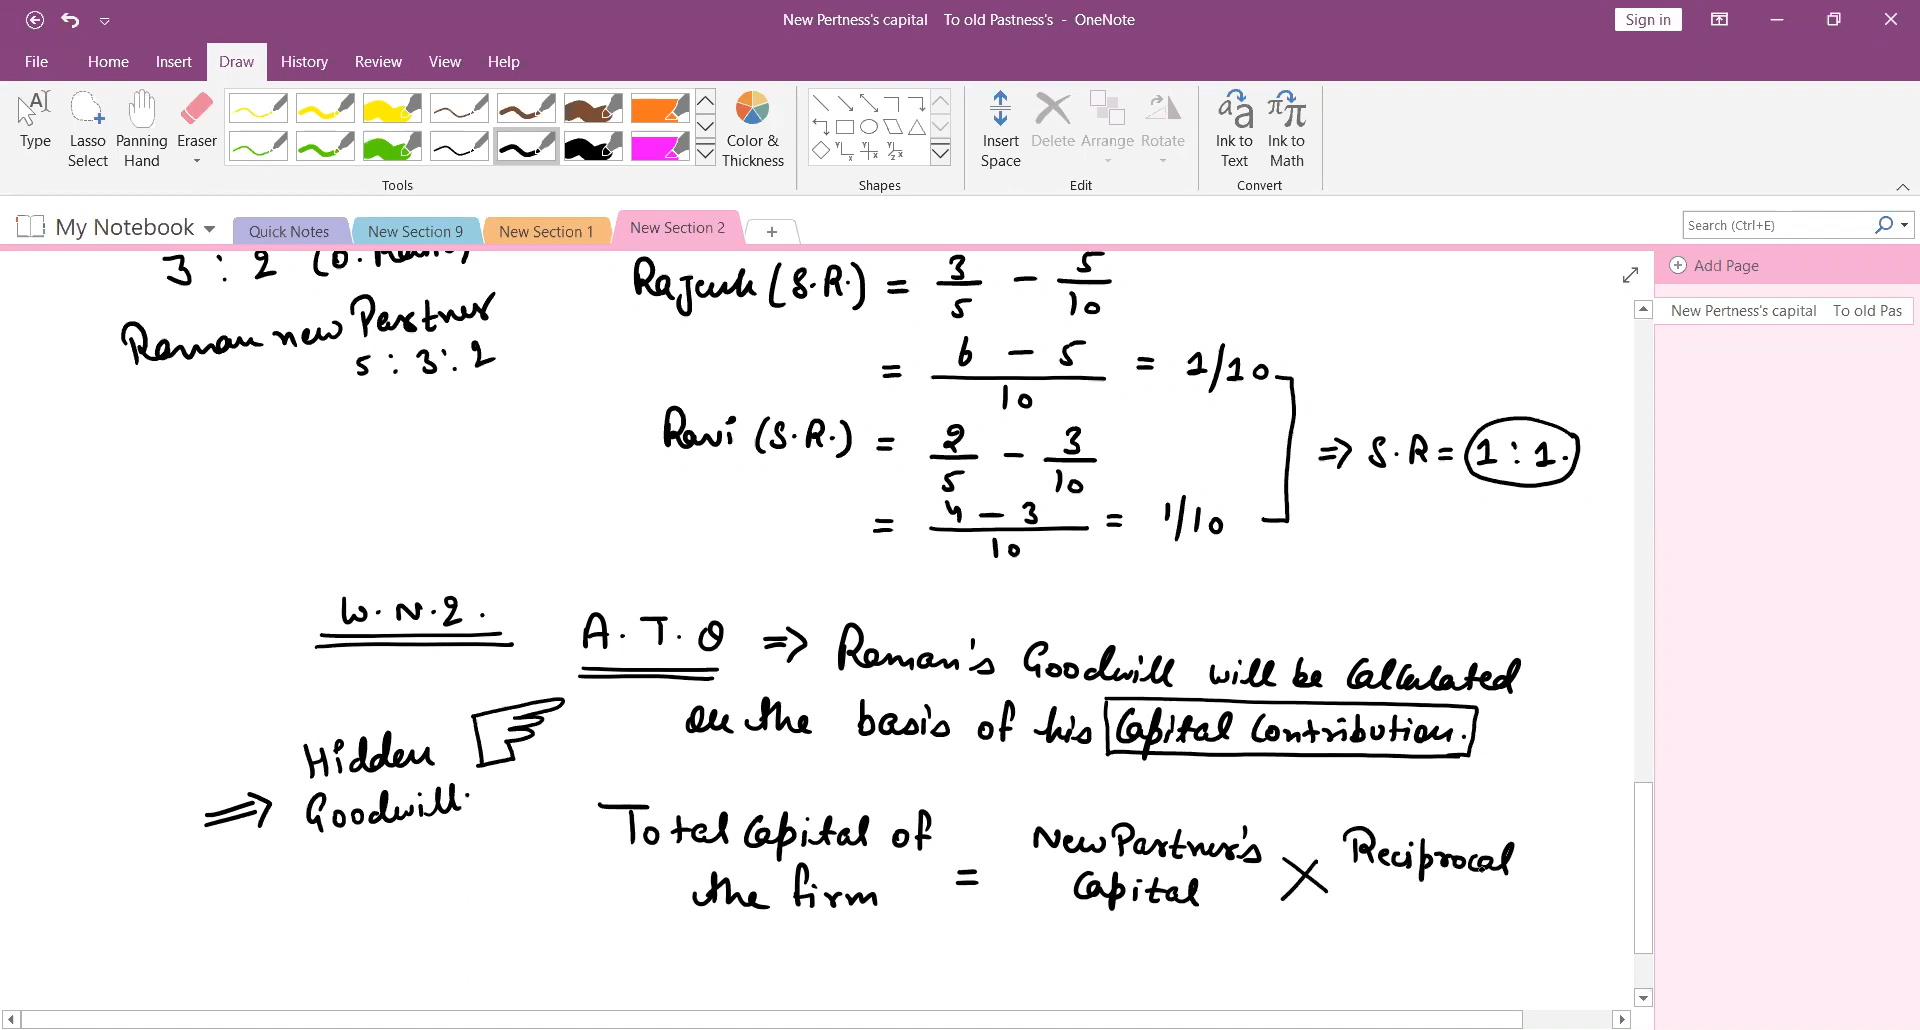 New Pertness's capital To old Pastness's - OneNote
Sign in
File Home Insert Draw History Review View Help
Type
Lasso Select
Panning Hand
Eraser
Color & Thickness
Insert Space
Delete Arrange Rotate
Ink to Text
Ink to Math
Tools Shapes Edit Convert
My Notebook Quick Notes New Section 9 New Section 1 New Section 2 +
Search (Ctrl+E)
Add Page
New Pertness's capital To old Pas
3 : 2 (O. Ratio)
Raman new Partner
5 : 3 : 2
Rajesh (S.R.) = 3/5 - 5/10
= 6 - 5/10 = 1/10
Ravi (S.R.) = 2/5 - 3/10
= 4 - 3/10 = 1/10
⇒ S.R = 1 : 1.
W.N.2.
A.T.Q ⇒ Raman's Goodwill will be Calculated
on the basis of his Capital Contribution.
⇒ Hidden
Goodwill.
Total Capital of
the firm = New Partner's
Capital × Reciprocal